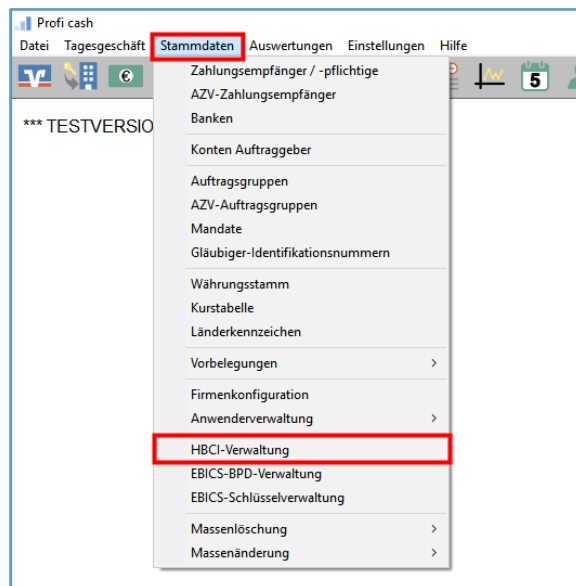 Profi cash
Datei Tagesgeschäft Stammdaten Auswertungen Einstellungen Hilfe
5
*** TESTVERSIO
Zahlungsempfänger / -pflichtige
AZV-Zahlungsempfänger
Banken
Konten Auftraggeber
Auftragsgruppen
AZV-Auftragsgruppen
Mandate
Gläubiger-Identifikationsnummern
Währungsstamm
Kurstabelle
Länderkennzeichen
Vorbelegungen
Firmenkonfiguration
Anwenderverwaltung
HBCI-Verwaltung
EBICS-BPD-Verwaltung
EBICS-Schlüsselverwaltung
Massenlöschung
Massenänderung